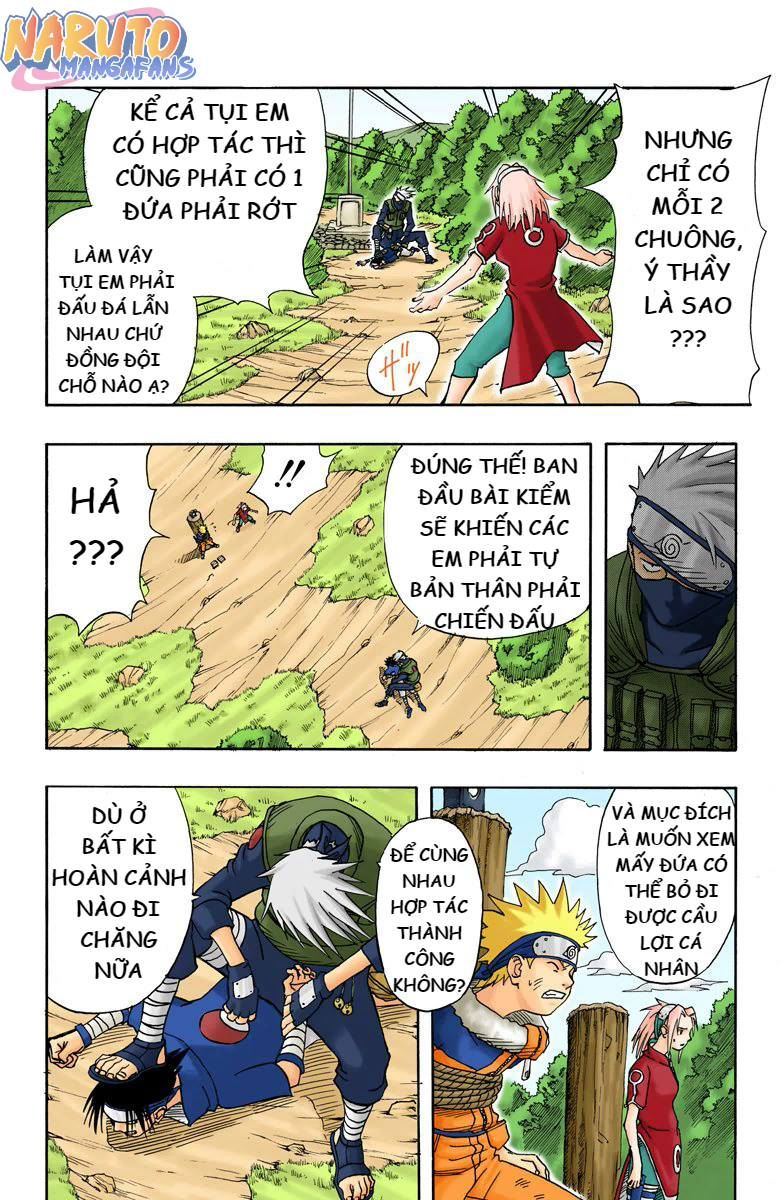 NARUTO
MANGAFANS
NHƯNG
CHỈ CÓ
MỖI 2
CHUÔNG,
Ý THẦY
LÀ SAO
???
KỂ CẢ TỤI EM
CÓ HỢP TÁC THÌ
CŨNG PHẢI CÓ 1
ĐỨA PHẢI RỚT
LÀM VẬY
TỤI EM PHẢI
ĐẤU ĐÁ LẪN
NHAU CHỨ
ĐỒNG ĐỘI
CHỖ NÀO Ạ?
ザッ
ĐÚNG THẾ! BAN
ĐẦU BÀI KIỂM
SẼ KHIẾN CÁC
EM PHẢI TỰ
BẢN THÂN PHẢI
CHIẾN ĐẤU
!!
HẢ
???
VÀ MỤC ĐÍCH
LÀ MUỐN XEM
MẤY ĐỨA CÓ
THỂ BỎ ĐI
ĐƯỢC CẦU
LỢI CÁ
NHÂN
ĐỂ CÙNG
NHAU
HỢP TÁC
THÀNH
CÔNG
KHÔNG?
DÙ Ở
BẤT KÌ
HOÀN CẢNH
NÀO ĐI
CHĂNG
NỮA